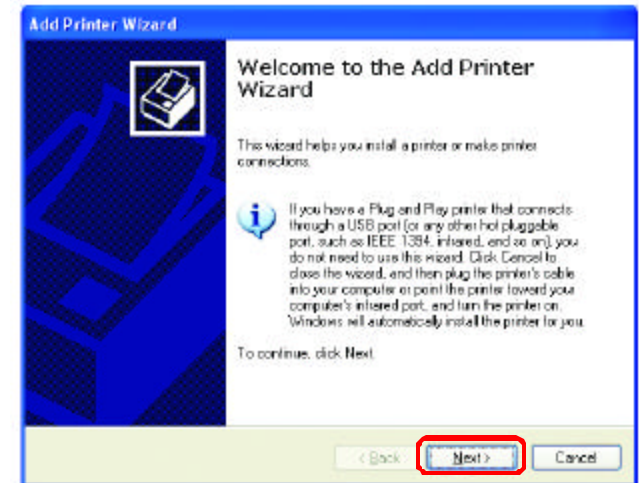 Add Printer Wizard
Welcome to the Add Printer
Wizard
This wizard helps you install a printer or make printer
connections.
If you have a Plug and Play printer that connects
through a USB port (or any other hot pluggable
port, such as IEEE 1394, infrared, and so on), you
do not need to use this wizard. Click Cancel to
close the wizard, and then plug the printer's cable
into your computer or point the printer toward your
computer's infrared port, and turn the printer on.
Windows will automatically install the printer for you.
To continue, click Next.
< Back
Next >
Cancel